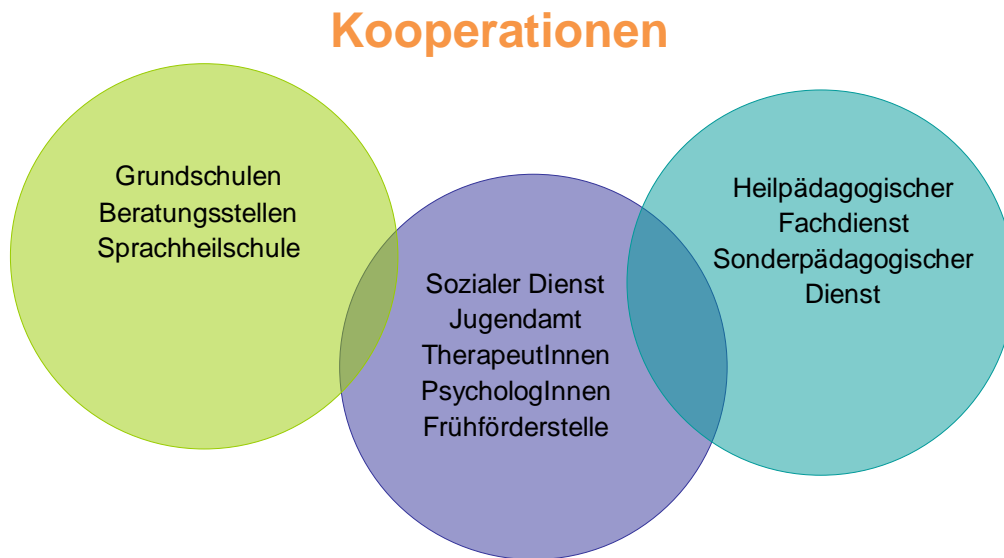 Kooperationen
Grundschulen
Beratungsstellen
Sprachheilschule
Sozialer Dienst
Jugendamt
TherapeutInnen
PsychologInnen
Frühförderstelle
Heilpädagogischer
Fachdienst
Sonderpädagogischer
Dienst